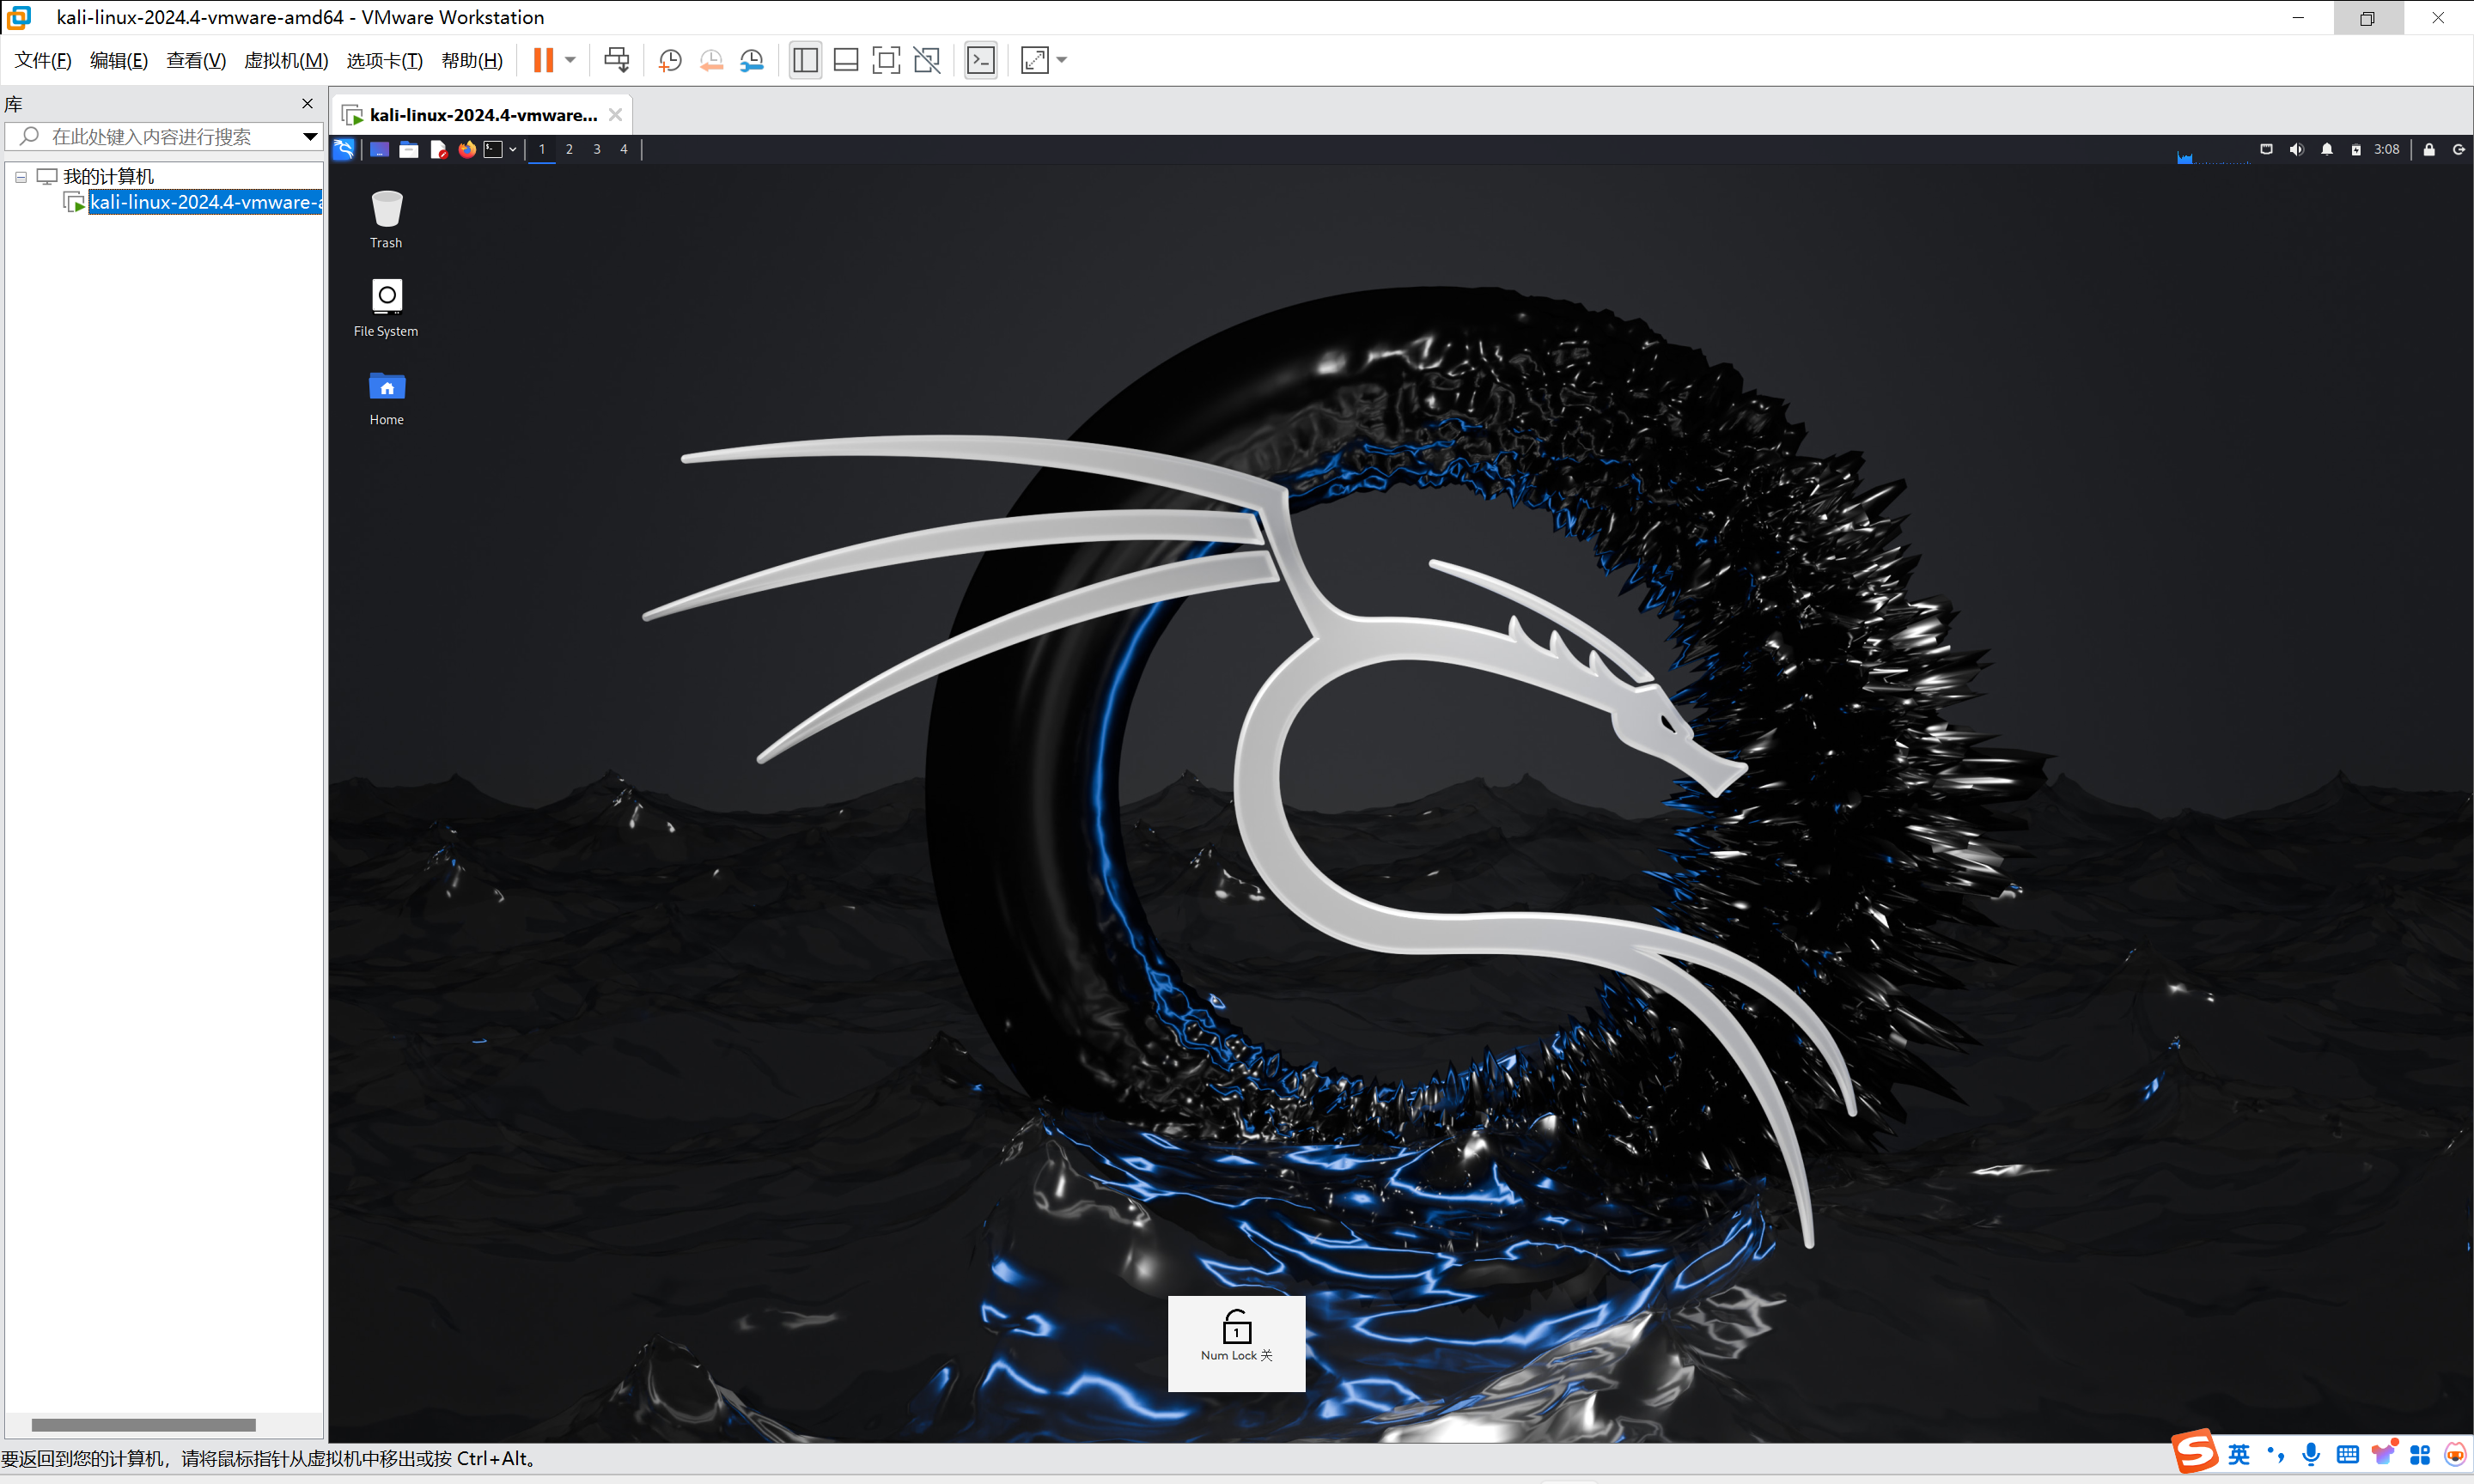 kali-linux-2024.4-vmware-amd64 - VMware Workstation
文件(F) 编辑(E) 查看(V) 虚拟机(M) 选项卡(T) 帮助(H)
库
kali-linux-2024.4-vmware...
在此处键入内容进行搜索
1 2 3 4
3:08
我的计算机
kali-linux-2024.4-vmware-a
Trash
File System
Home
1
Num Lock 关
要返回到您的计算机，请将鼠标指针从虚拟机中移出或按 Ctrl+Alt。
S 英